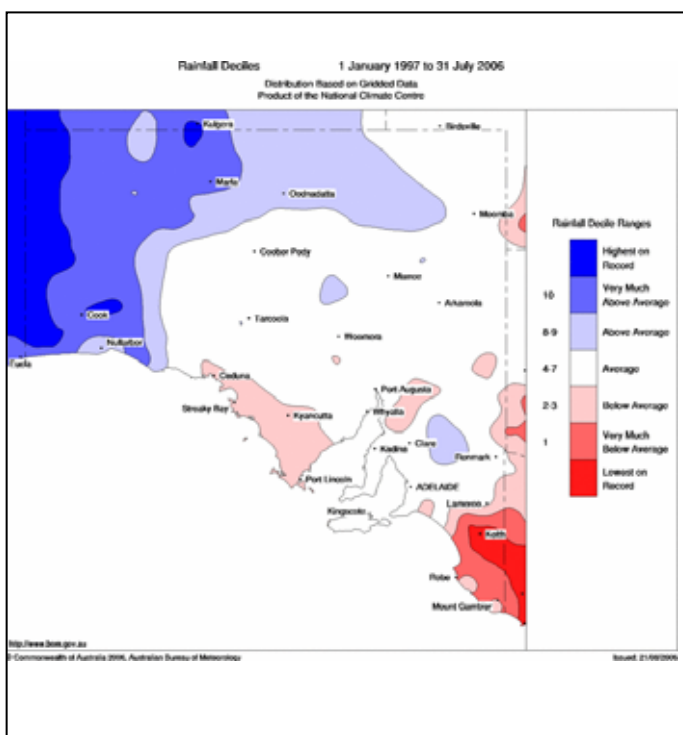 Rainfall Deciles 1 January 1997 to 31 July 2006
Distribution Based on Gridded Data
Product of the National Climate Centre
Kulgera
Birdsville
Marla
Oodnadatta
Moomba
Rainfall Decile Ranges
Highest on
Record
10
Very Much
Above Average
8-9
Above Average
4-7
Average
2-3
Below Average
1
Very Much
Below Average
Lowest on
Record
Coober Pedy
Marree
Arkaroola
Cook
Tarcoola
Woomera
Nullarbor
Eucla
Ceduna
Port Augusta
Streaky Bay
Kyancutta
Whyalla
Kadina
Clare
Renmark
Port Lincoln
ADELAIDE
Lameroo
Kingscote
Keith
Robe
Mount Gambier
http://www.bom.gov.au
© Commonwealth of Australia 2006, Australian Bureau of Meteorology
Issued: 21/08/2006